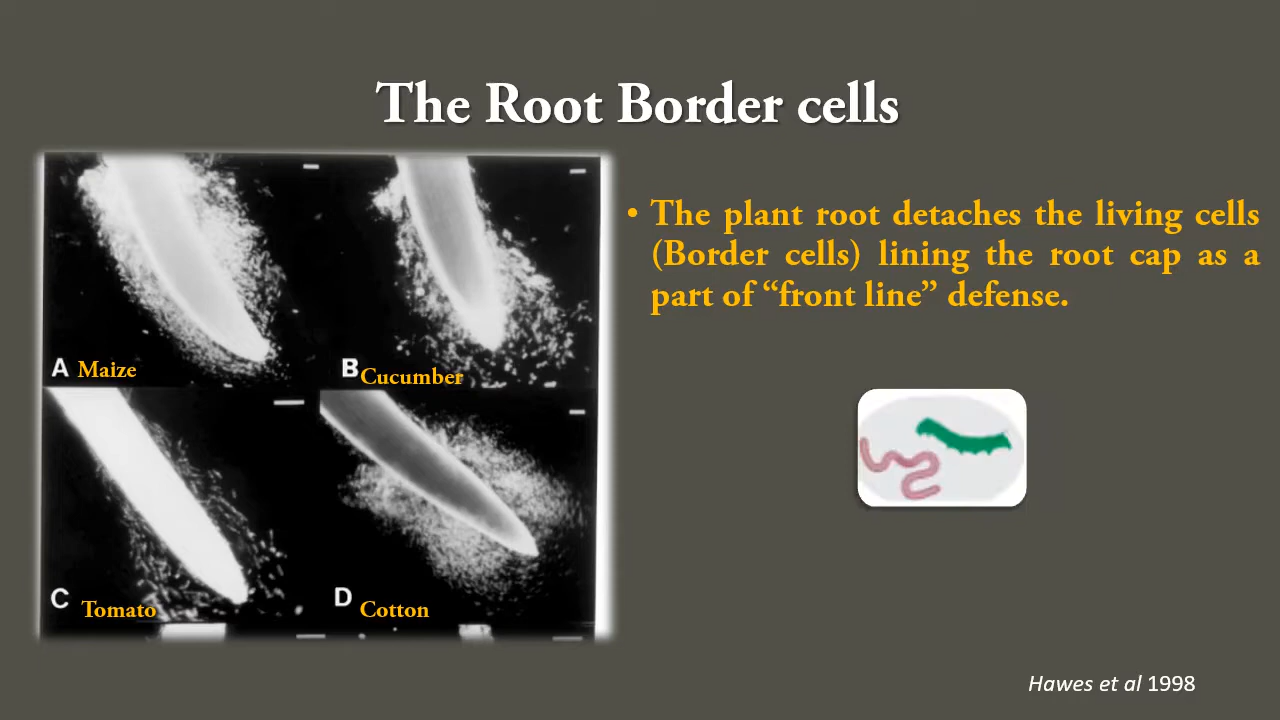 The Root Border cells
A Maize
B Cucumber
C Tomato
D Cotton
• The plant root detaches the living cells
(Border cells) lining the root cap as a
part of “front line” defense.
Hawes et al 1998